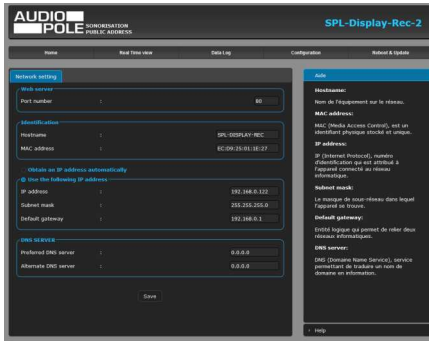 AUDIO
POLE SONORISATION
PUBLIC ADDRESS
SPL-Display-Rec-2
Home Real Time view Data Log Configuration Reboot & Update
Network setting
Web server
Port number : 80
Identification
Hostname : SPL-DISPLAY-REC
MAC address : EC:D9:25:01:1E:27
Obtain an IP address automatically
Use the following IP address
IP address : 192.168.0.122
Subnet mask : 255.255.255.0
Default gateway : 192.168.0.1
DNS SERVER
Preferred DNS server : 0.0.0.0
Alternate DNS server : 0.0.0.0
Save
Aide
Hostname:
Nom de l'équipement sur le réseau.
MAC address:
MAC (Media Access Control), est un
identifiant physique stocké et unique.
IP address:
IP (Internet Protocol), numéro
d'identification qui est attribué à
l'appareil connecté au réseau
informatique.
Subnet mask:
Le masque de sous-réseau dans lequel
l'appareil se trouve.
Default gateway:
Entité logique qui permet de relier deux
réseaux informatiques.
DNS server:
DNS (Domaine Name Service), service
permettant de traduire un nom de
domaine en information.
Help